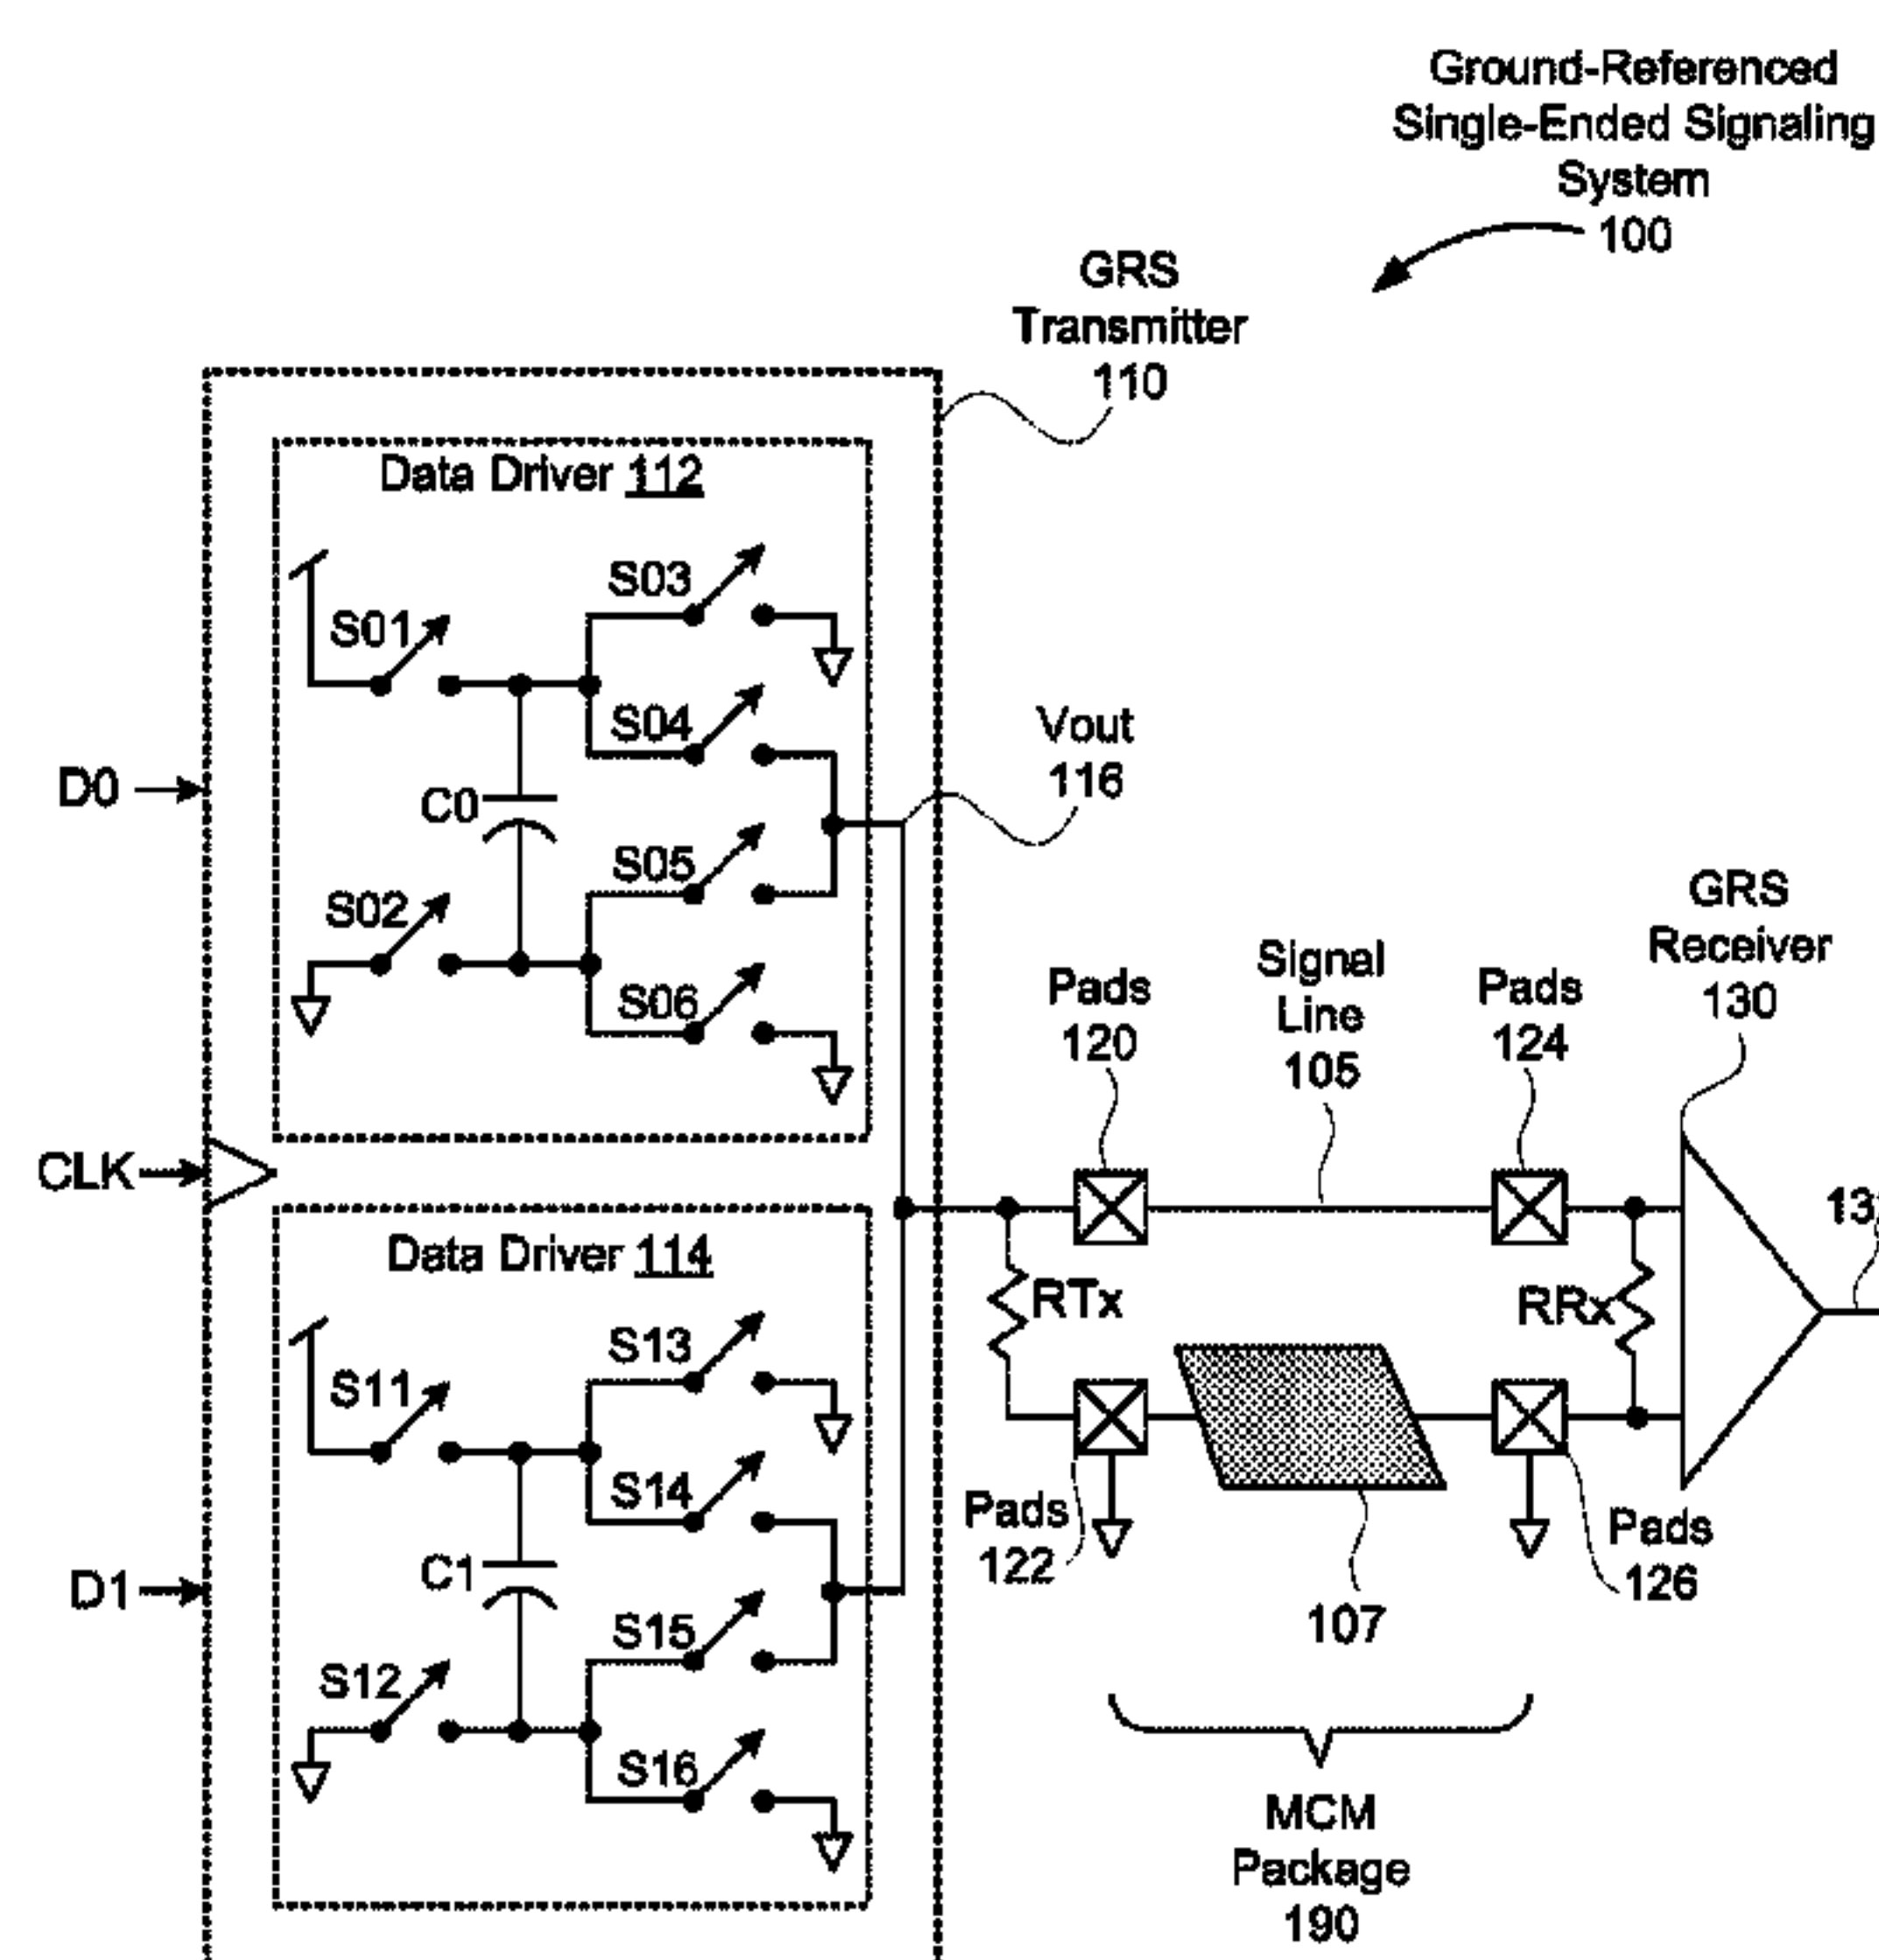 Ground-Referenced
Single-Ended Signaling
System
100
GRS
Transmitter
110
Data Driver 112
S01
S03
S04
C0
S05
S02
S06
D0
Vout
116
CLK
Data Driver 114
S11
S13
S14
C1
S15
S12
S16
D1
Pads
120
Signal
Line
105
Pads
124
GRS
Receiver
130
RTx
RRx
Pads
122
107
Pads
126
MCM
Package
190